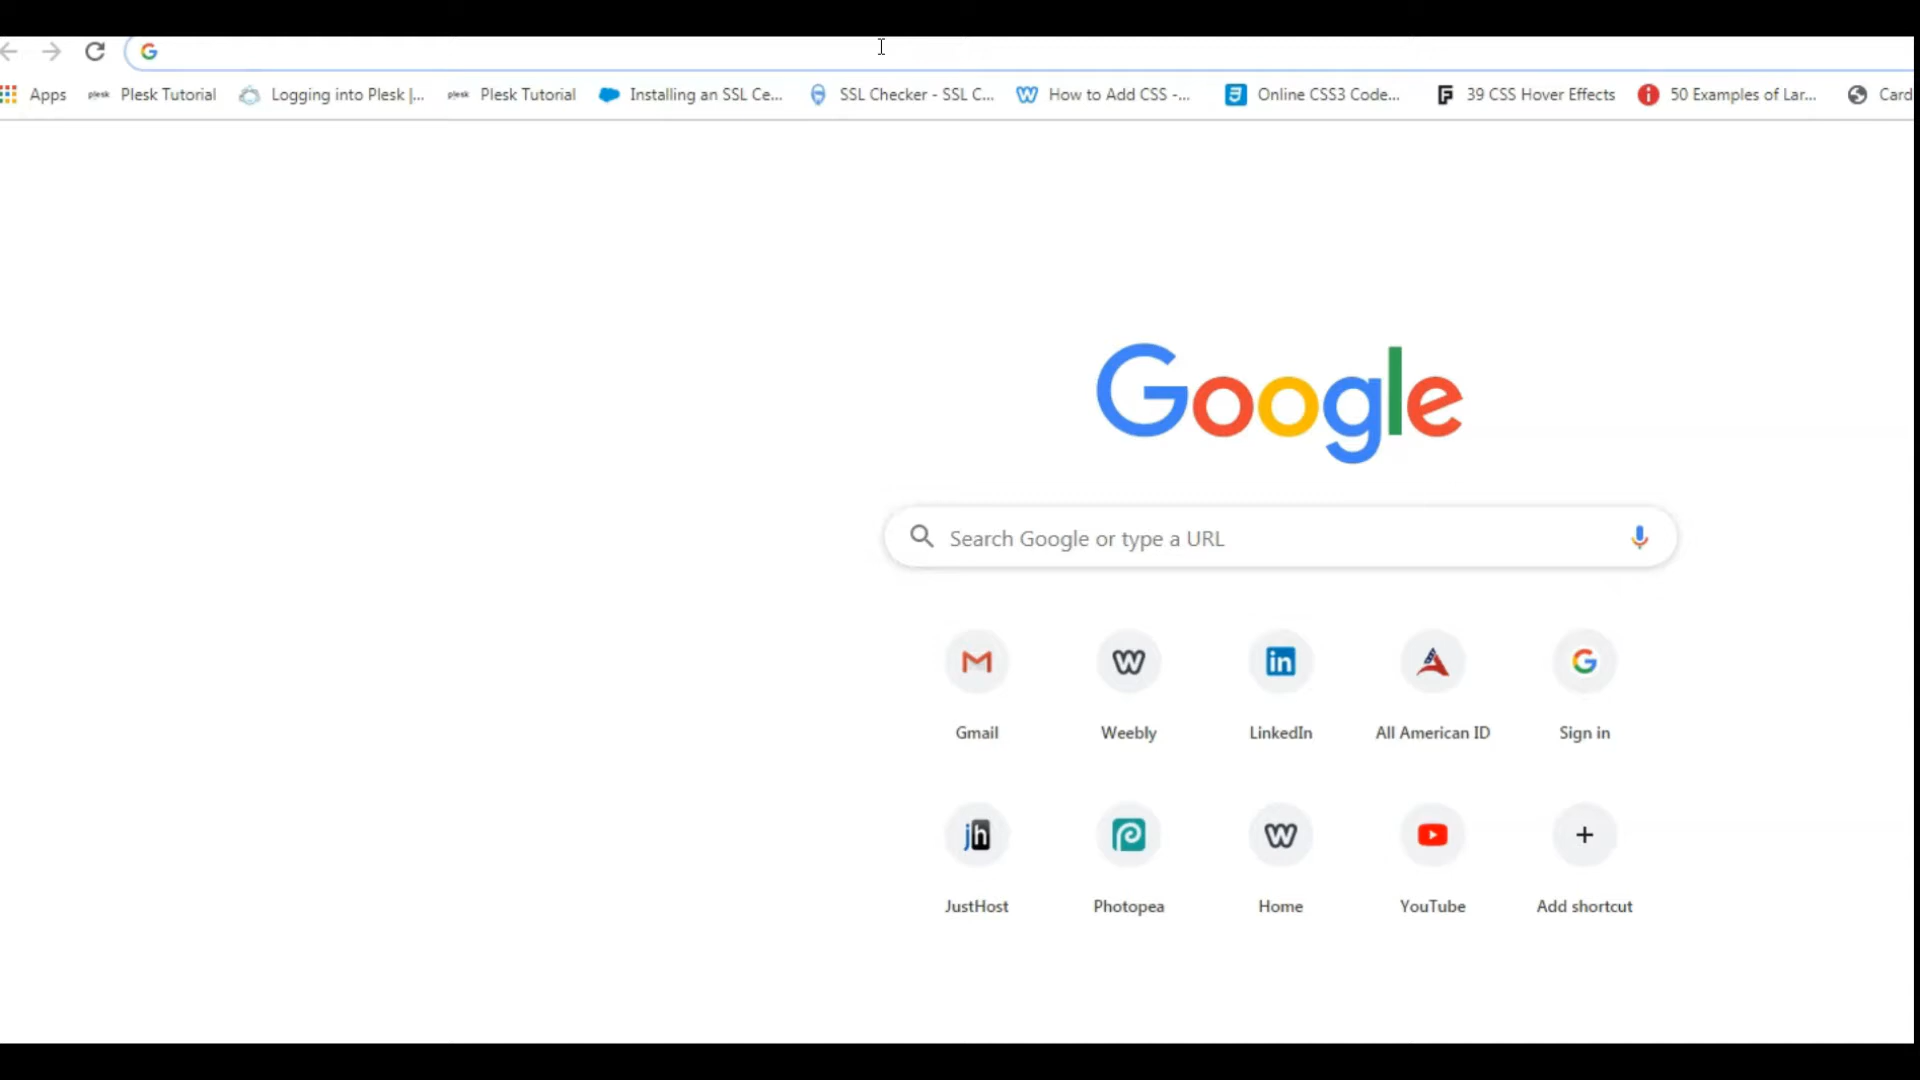 Apps plesk Plesk Tutorial Logging into Plesk |... plesk Plesk Tutorial Installing an SSL Ce... SSL Checker - SSL C... How to Add CSS -... Online CSS3 Code... 39 CSS Hover Effects 50 Examples of Lar... Card
Google
Search Google or type a URL
Gmail Weebly LinkedIn All American ID Sign in
JustHost Photopea Home YouTube Add shortcut